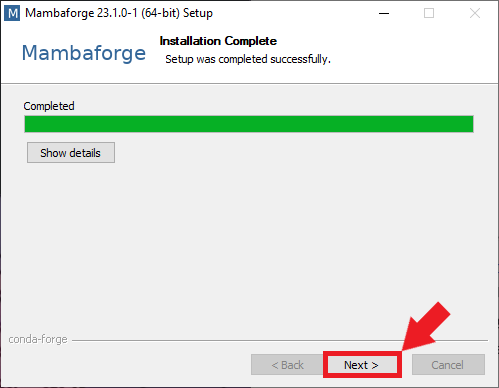 M Mambaforge 23.1.0-1 (64-bit) Setup
Mambaforge
Installation Complete
Setup was completed successfully.
Completed
Show details
conda-forge
< Back
Next >
Cancel